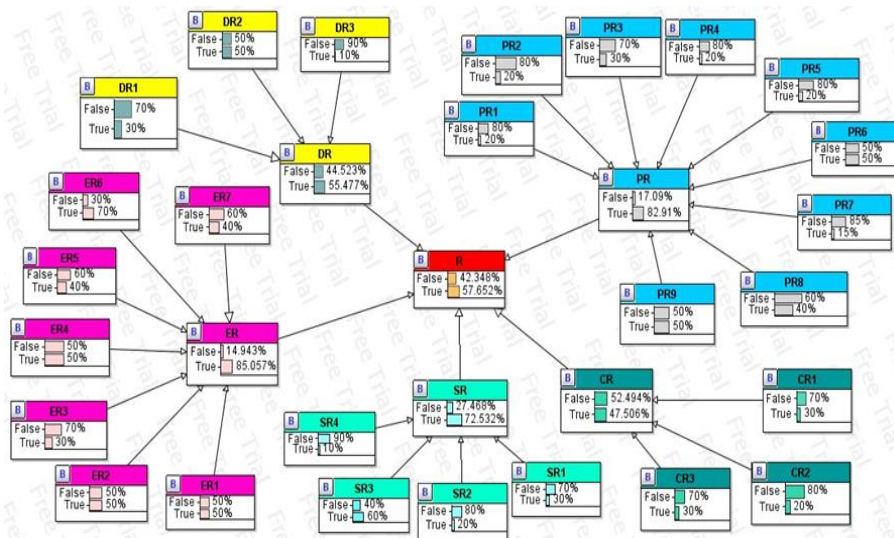 B DR2
False 50%
True 50%
B DR3
False 90%
True 10%
B DR1
False 70%
True 30%
B DR
False 44.523%
True 55.477%
B PR2
False 80%
True 20%
B PR3
False 70%
True 30%
B PR4
False 80%
True 20%
B PR5
False 80%
True 20%
B PR1
False 80%
True 20%
B PR6
False 50%
True 50%
B PR
False 17.09%
True 82.91%
B PR7
False 85%
True 15%
B PR8
False 60%
True 40%
B PR9
False 50%
True 50%
B ER6
False 30%
True 70%
B ER7
False 60%
True 40%
B ER5
False 60%
True 40%
B R
False 42.348%
True 57.652%
B ER4
False 50%
True 50%
B ER
False 14.943%
True 85.057%
B ER3
False 70%
True 30%
B ER2
False 50%
True 50%
B ER1
False 50%
True 50%
B SR
False 27.468%
True 72.532%
B SR4
False 90%
True 10%
B SR3
False 40%
True 60%
B SR2
False 80%
True 20%
B SR1
False 70%
True 30%
B CR
False 52.494%
True 47.506%
B CR1
False 70%
True 30%
B CR3
False 70%
True 30%
B CR2
False 80%
True 20%
Free Trial